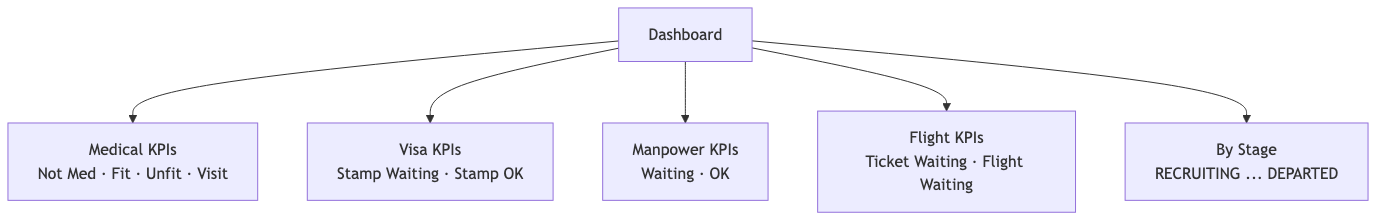 Dashboard
Medical KPIs
Not Med · Fit · Unfit · Visit
Visa KPIs
Stamp Waiting · Stamp OK
Manpower KPIs
Waiting · OK
Flight KPIs
Ticket Waiting · Flight
Waiting
By Stage
RECRUITING ... DEPARTED